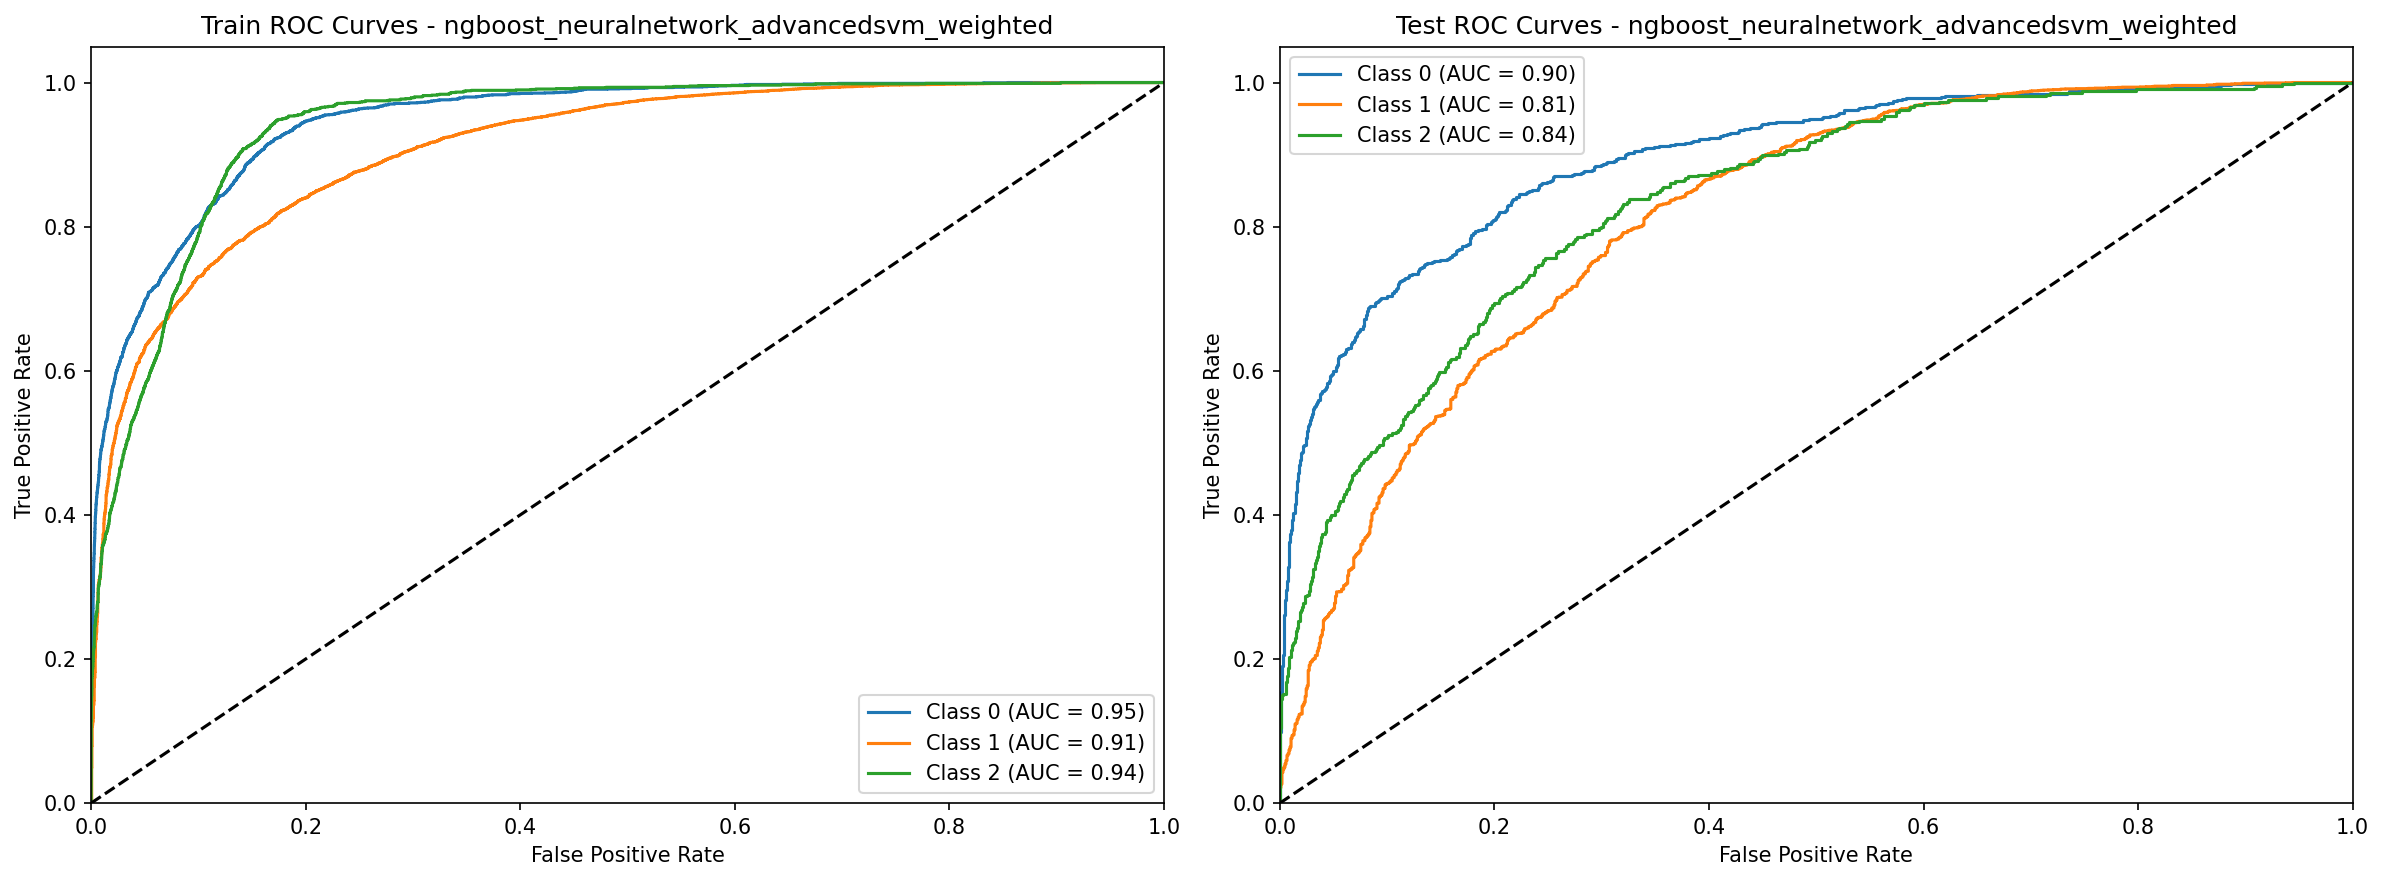 Train ROC Curves - ngboost_neuralnetwork_advancedsvm_weighted
True Positive Rate
1.0
0.8
0.6
0.4
0.2
0.0
Class 0 (AUC = 0.95)
Class 1 (AUC = 0.91)
Class 2 (AUC = 0.94)
0.0 0.2 0.4 0.6 0.8 1.0
False Positive Rate
Test ROC Curves - ngboost_neuralnetwork_advancedsvm_weighted
Class 0 (AUC = 0.90)
Class 1 (AUC = 0.81)
Class 2 (AUC = 0.84)
True Positive Rate
1.0
0.8
0.6
0.4
0.2
0.0
0.0 0.2 0.4 0.6 0.8 1.0
False Positive Rate